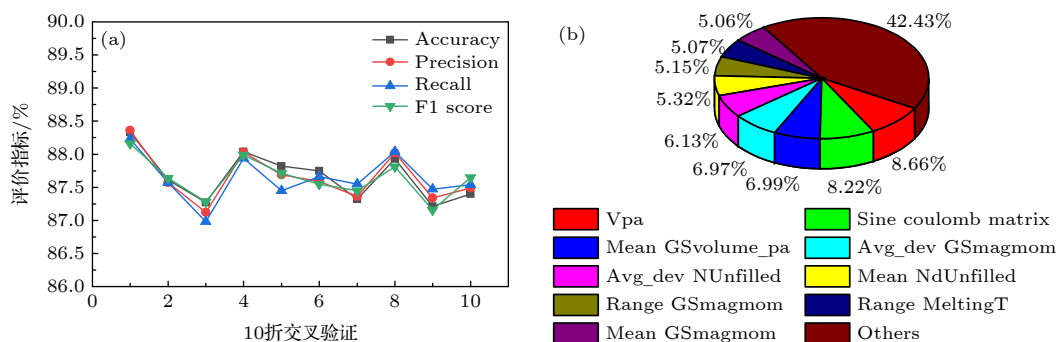 (a)
评价指标/%
90.0
89.5
89.0
88.5
88.0
87.5
87.0
86.5
86.0
0
2
4
6
8
10
10折交叉验证
Accuracy
Precision
Recall
F1 score
(b)
42.43%
8.66%
8.22%
6.99%
6.97%
6.13%
5.32%
5.15%
5.07%
5.06%
Vpa
Sine coulomb matrix
Mean GSvolume_pa
Avg_dev GSmagmom
Avg_dev NUnfilled
Mean NdUnfilled
Range GSmagmom
Range MeltingT
Mean GSmagmom
Others